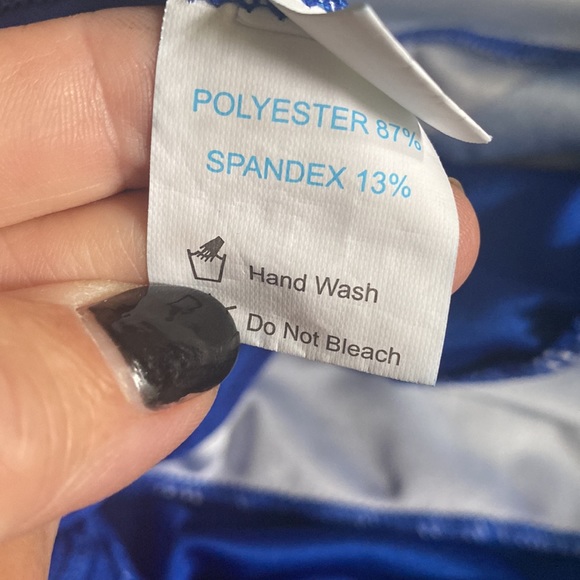 POLYESTER 87%
SPANDEX 13%
Hand Wash
Do Not Bleach